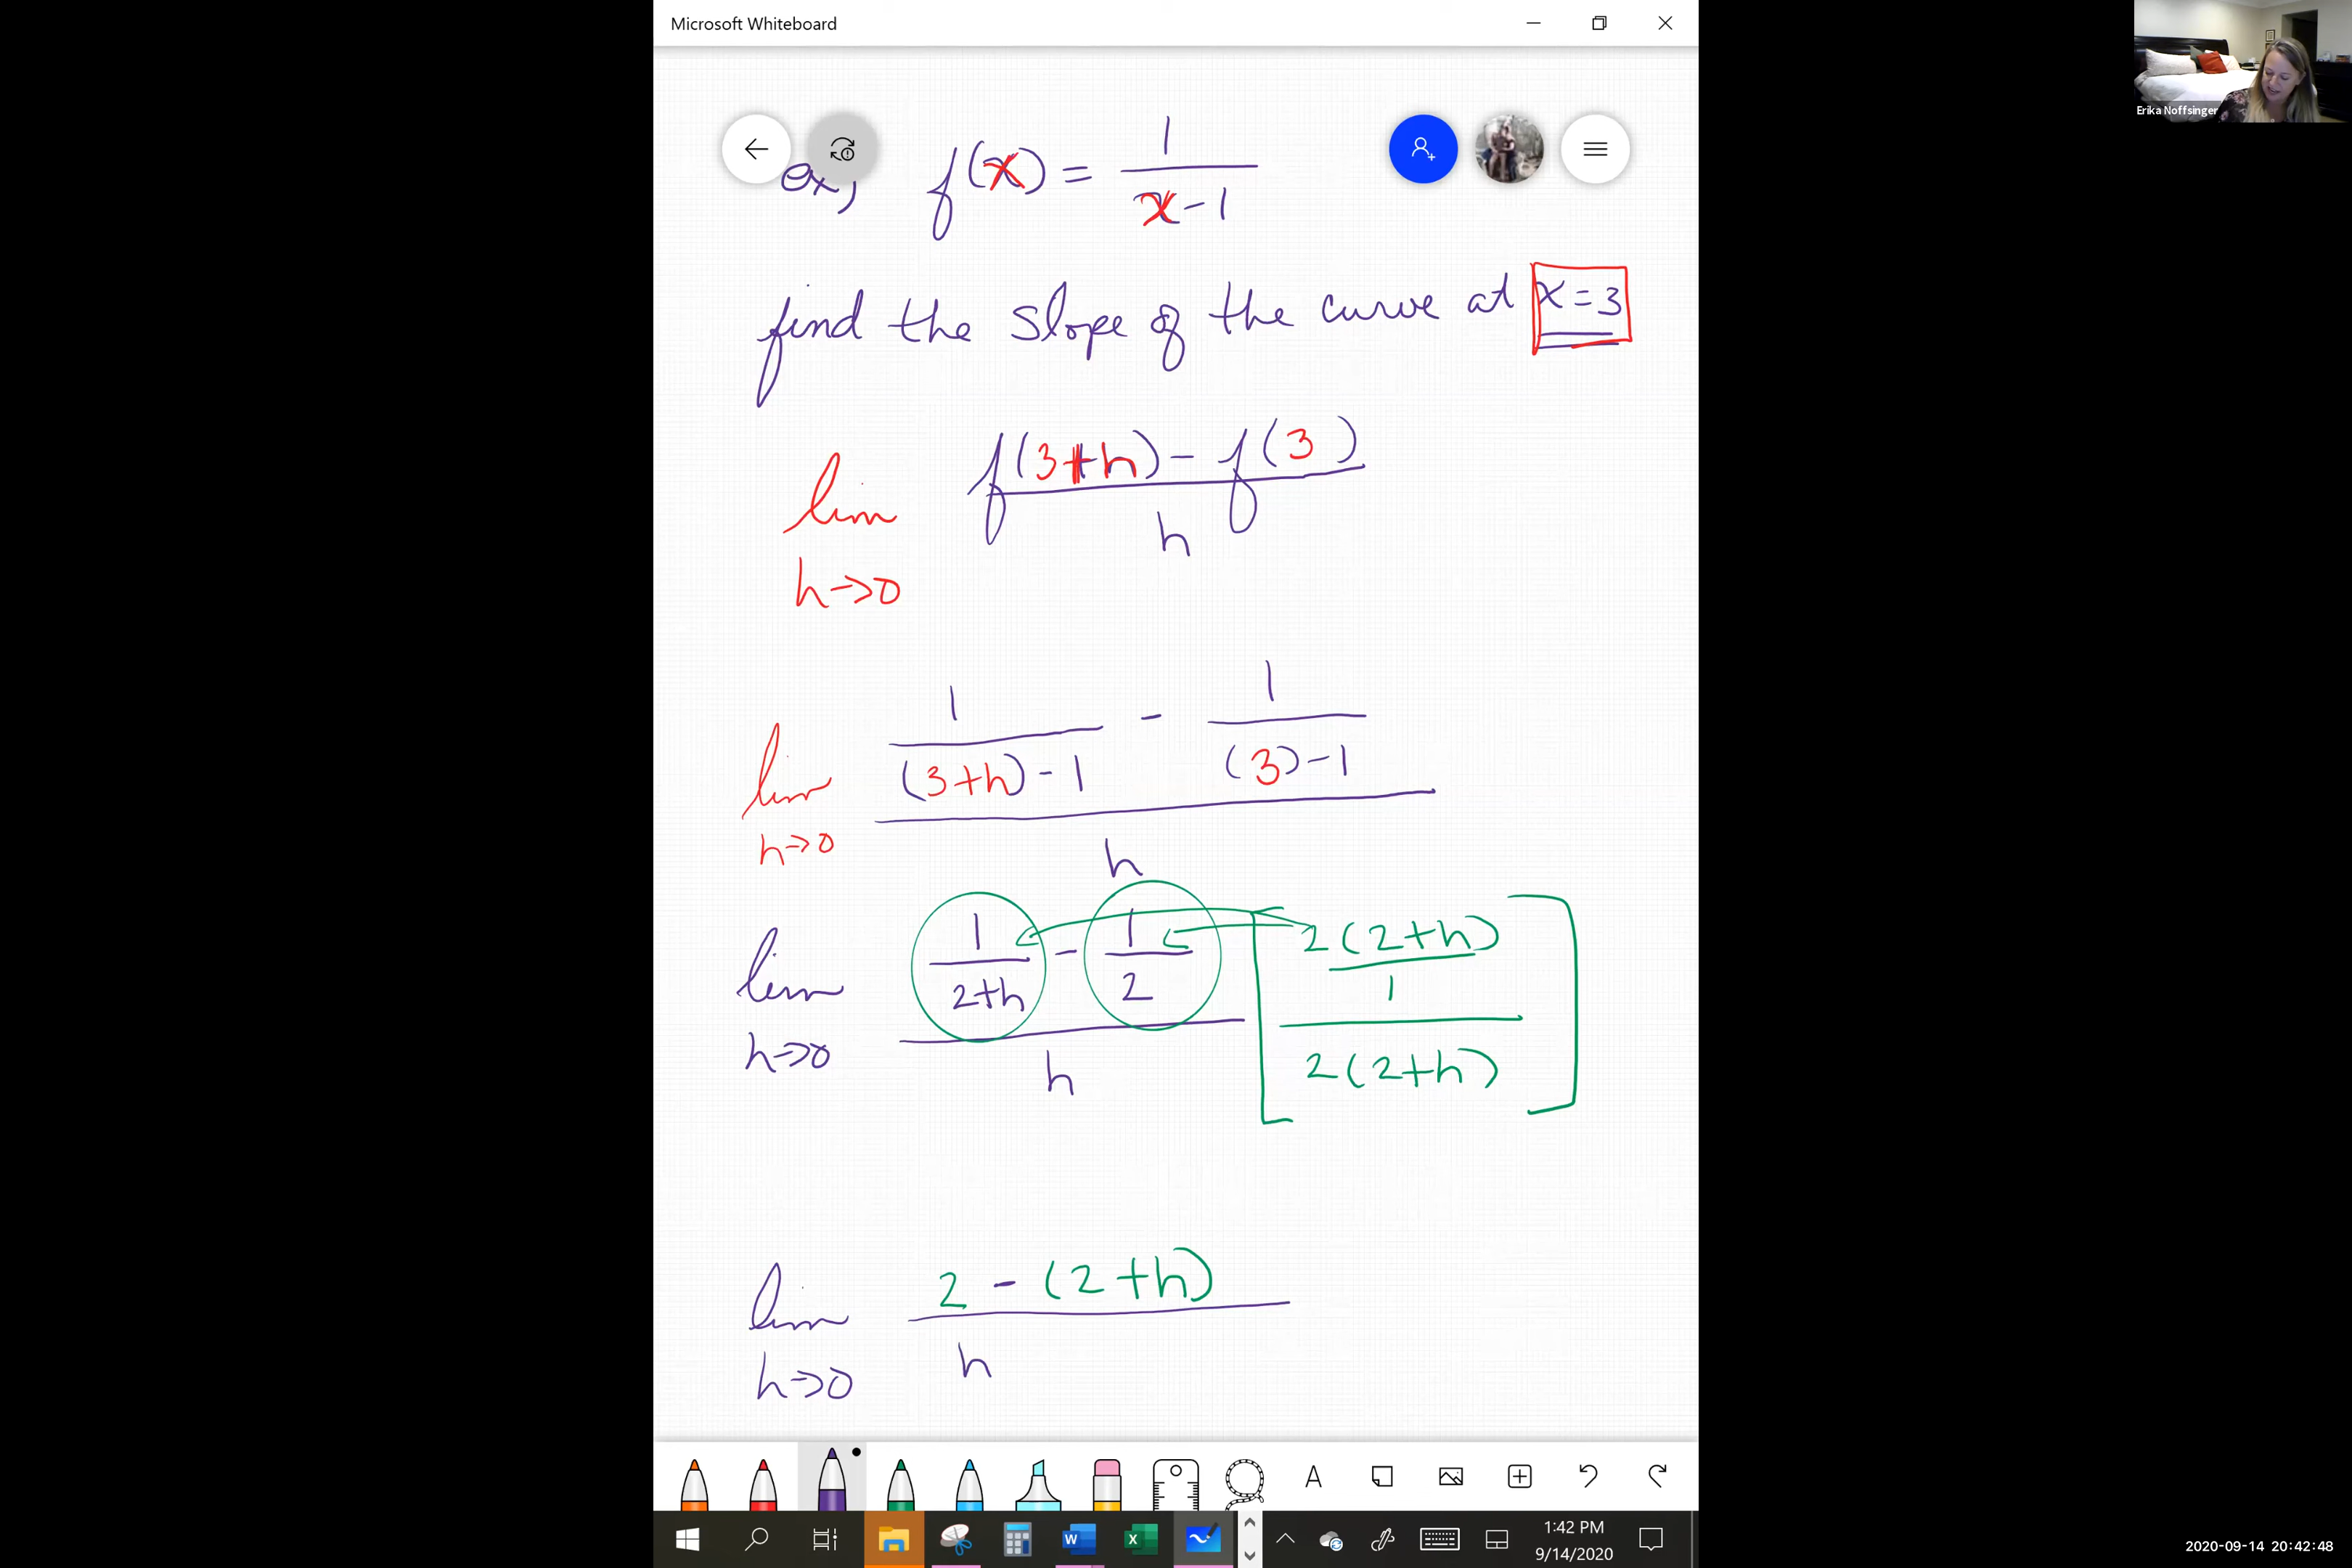 Microsoft Whiteboard
Erika Noffsinger
ex) f(x) = 1/(x-1)
find the slope of the curve at x = 3
lim h→0 (f(3+h) - f(3))/h
lim h→0 (1/((3+h)-1) - 1/((3)-1))/h
lim h→0 (1/(2+h) - 1/2)/h [(2(2+h)/1)/(2(2+h))]
lim h→0 (2 - (2+h))/h
A
W
X
1:42 PM
9/14/2020
2020-09-14 20:42:48